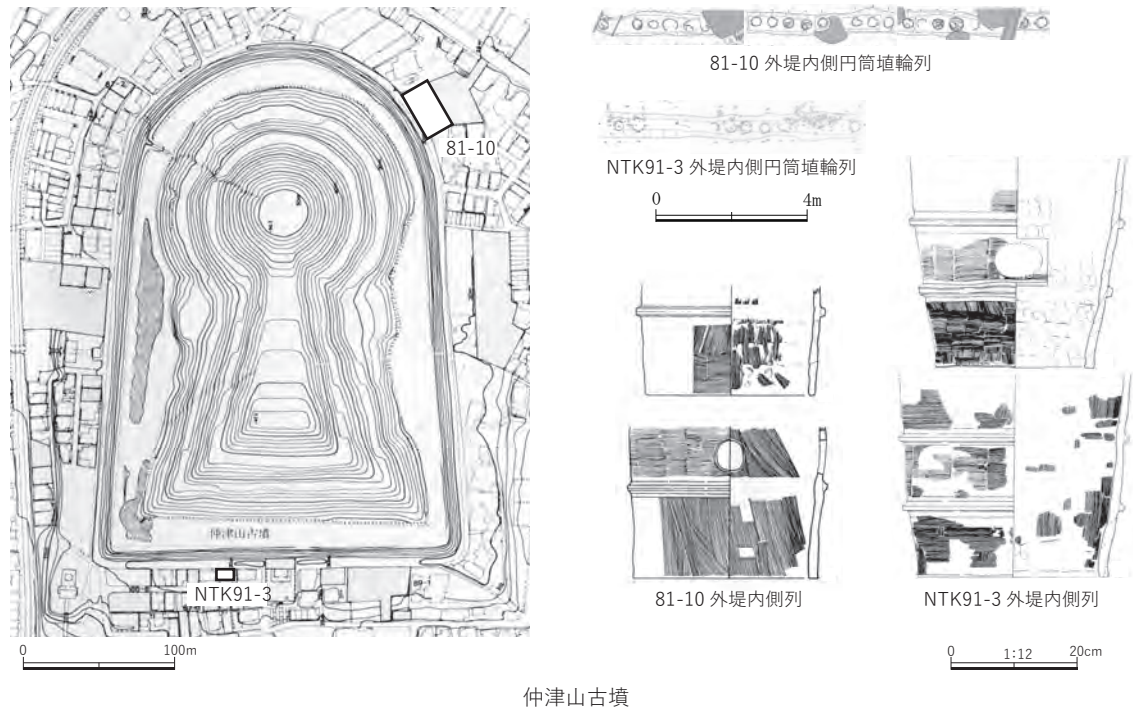 81-10
仲津山古墳
NTK91-3
0 100m
81-10 外堤内側円筒埴輪列
NTK91-3 外堤内側円筒埴輪列
0 4m
81-10 外堤内側列
NTK91-3 外堤内側列
0 1:12 20cm
仲津山古墳